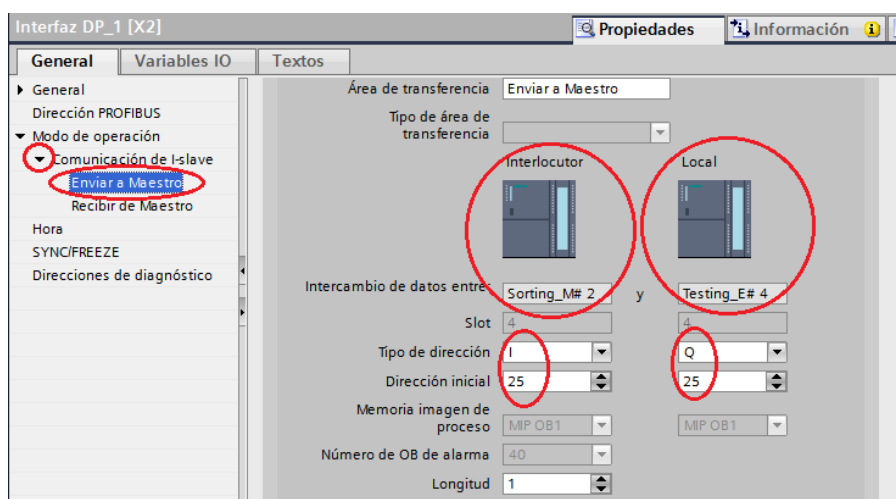 Interfaz DP_1 [X2]
Propiedades
Información
General
Variables IO
Textos
General
Dirección PROFIBUS
Modo de operación
Comunicación de I-slave
Enviar a Maestro
Recibir de Maestro
Hora
SYNC/FREEZE
Direcciones de diagnóstico
Área de transferencia Enviar a Maestro
Tipo de área de
transferencia
Interlocutor Local
Intercambio de datos entre: Sorting_M# 2 y Testing_E# 4
Slot 4 4
Tipo de dirección I Q
Dirección inicial 25 25
Memoria imagen de
proceso MIP OB1 MIP OB1
Número de OB de alarma 40
Longitud 1